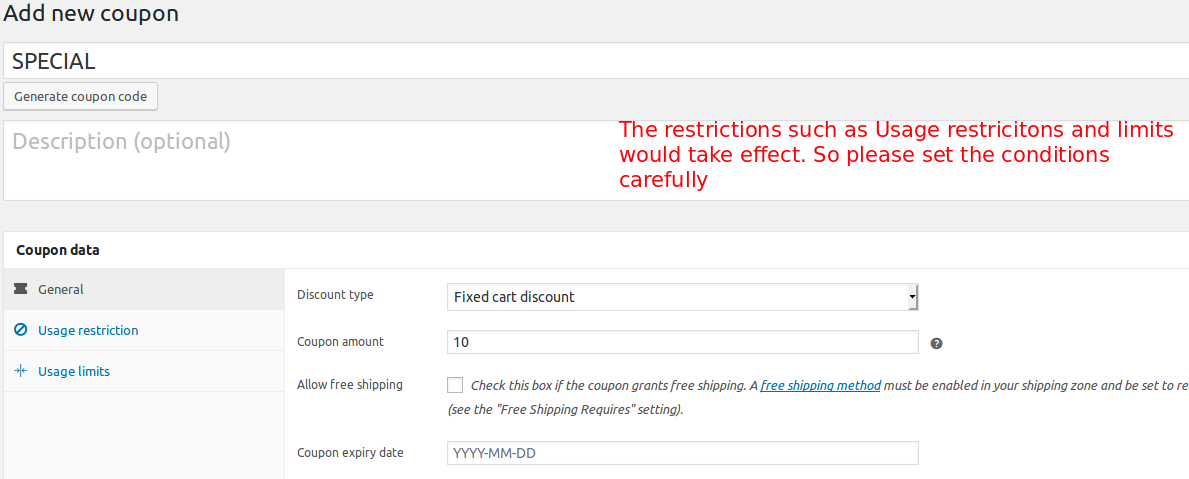 Add new coupon
SPECIAL
Generate coupon code
Description (optional)
The restrictions such as Usage restricitons and limits
would take effect. So please set the conditions
carefully
Coupon data
General
Usage restriction
Usage limits
Discount type
Fixed cart discount
Coupon amount
10
?
Allow free shipping
Check this box if the coupon grants free shipping. A free shipping method must be enabled in your shipping zone and be set to re
(see the "Free Shipping Requires" setting).
Coupon expiry date
YYYY-MM-DD